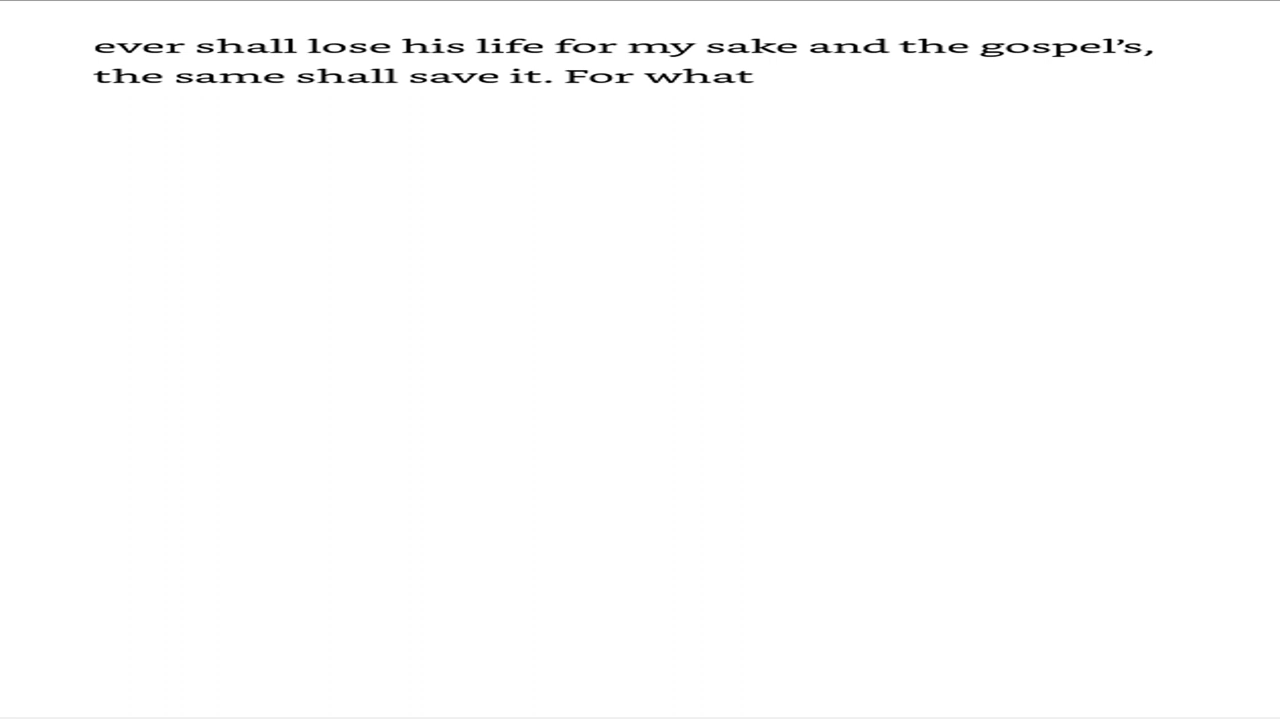 ever shall lose his life for my sake and the gospel’s,
the same shall save it. For what